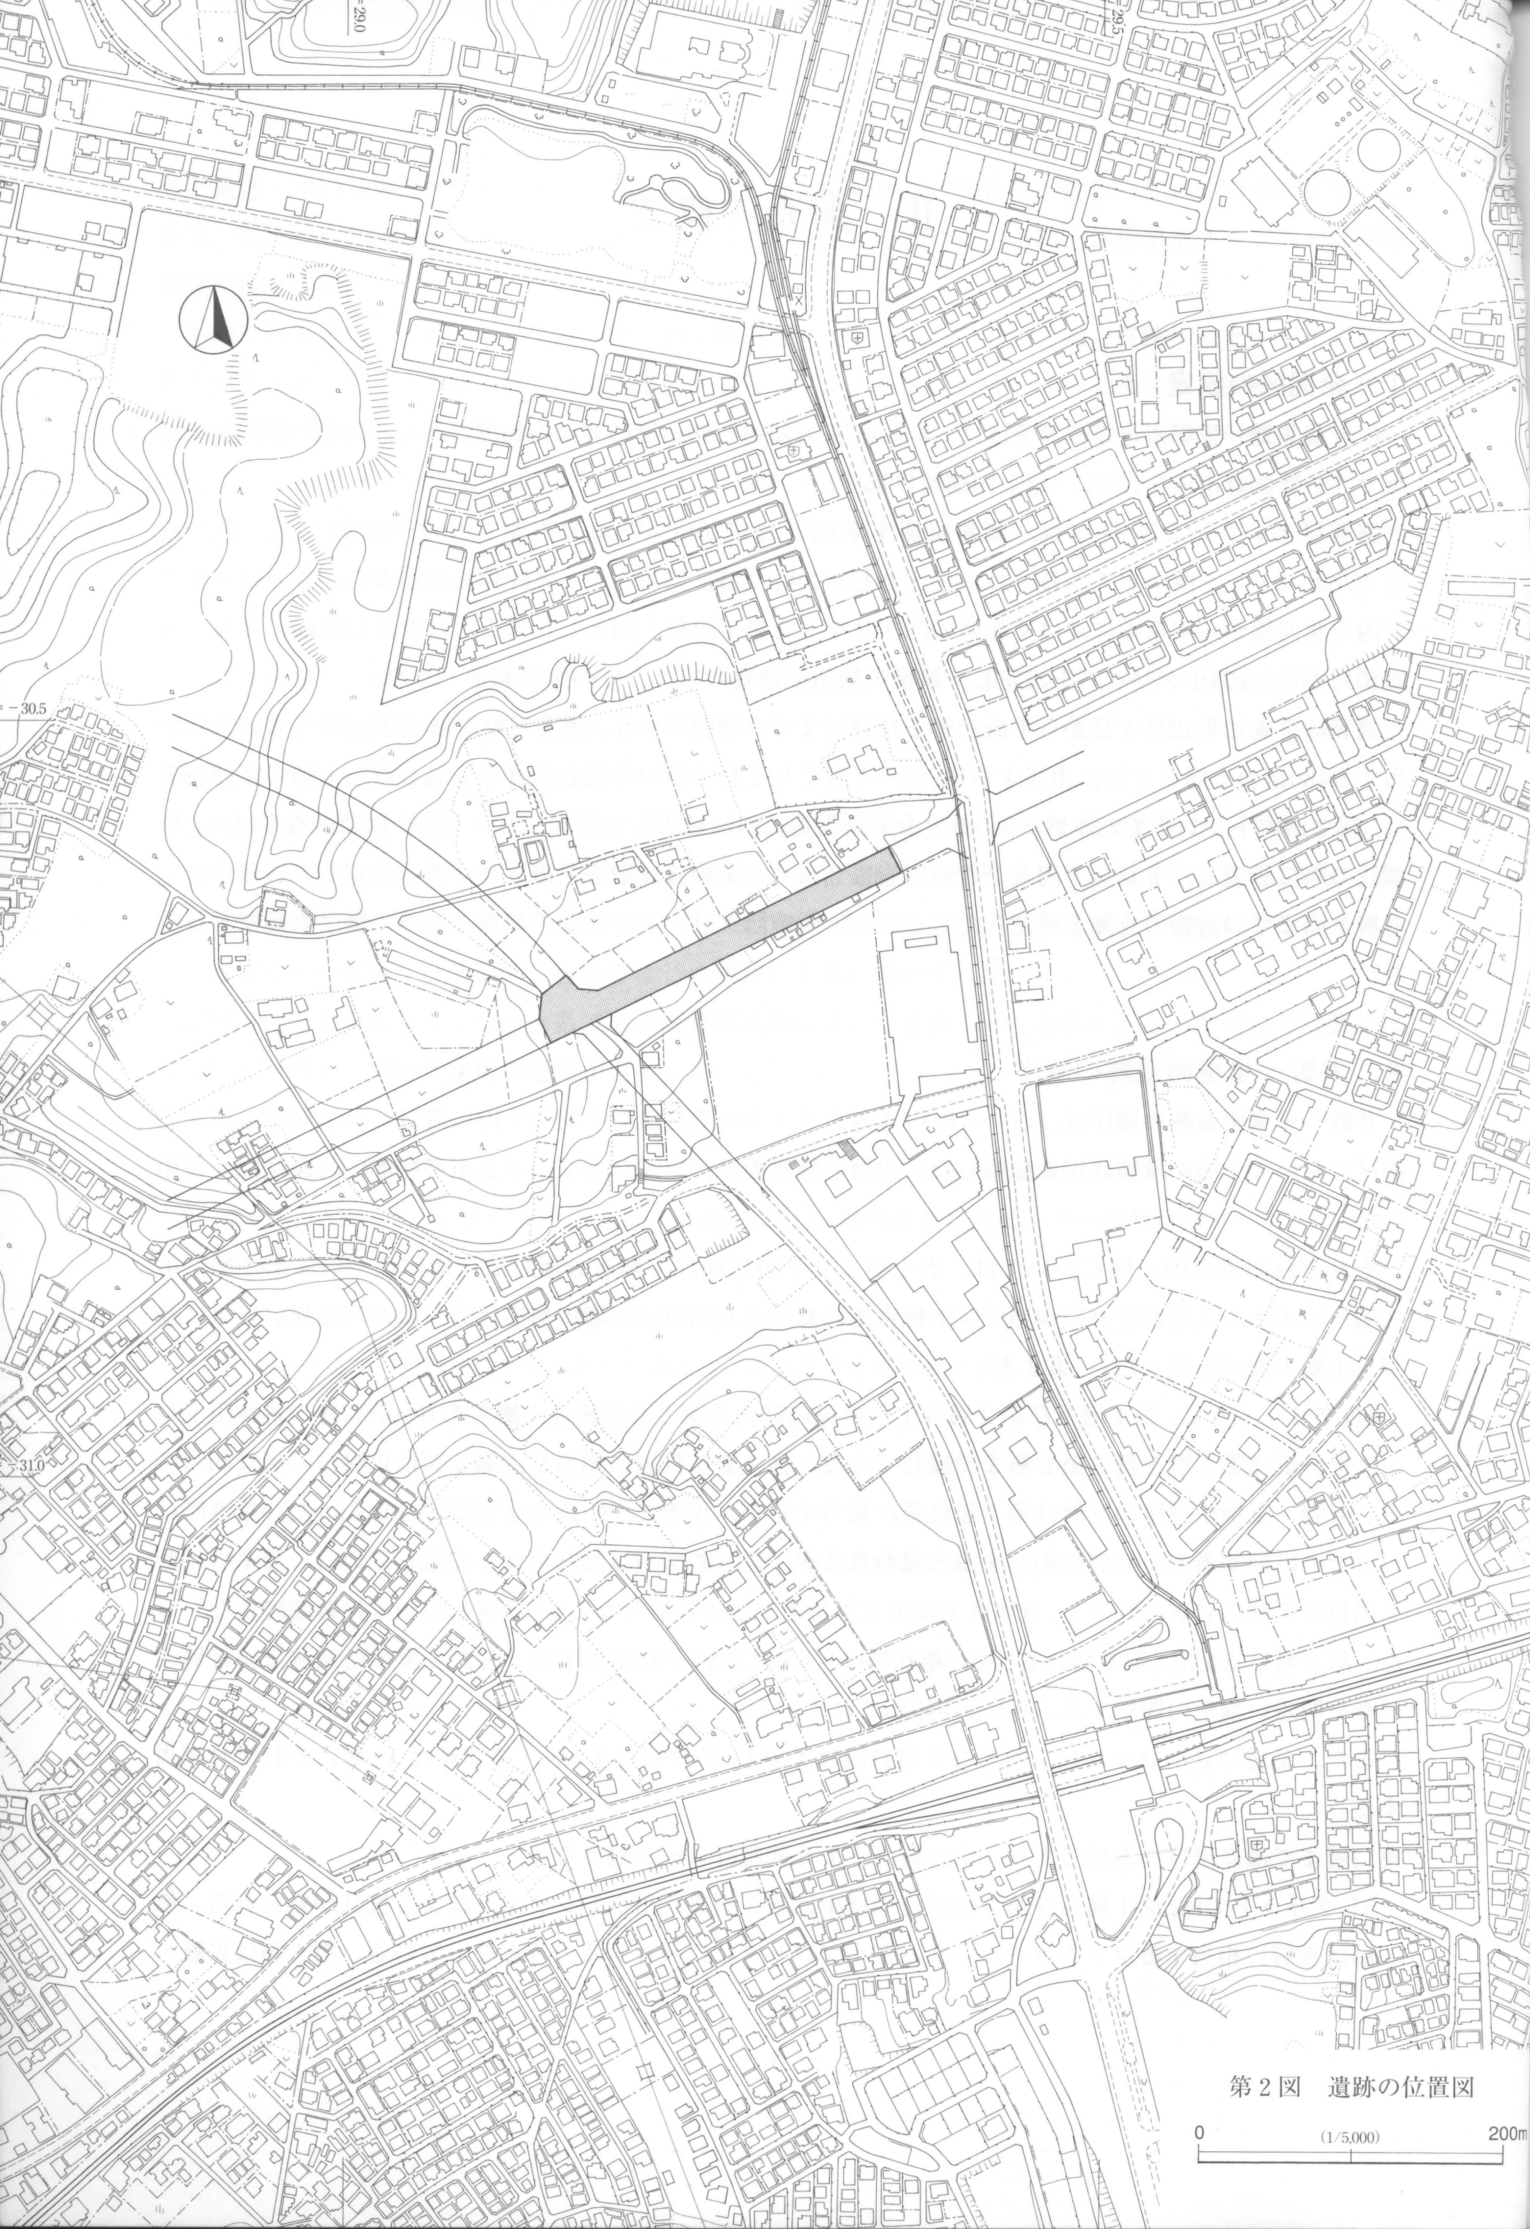 =29.0
=29.5
= -30.5
= -31.0
第2図 遺跡の位置図
0 (1/5,000) 200m